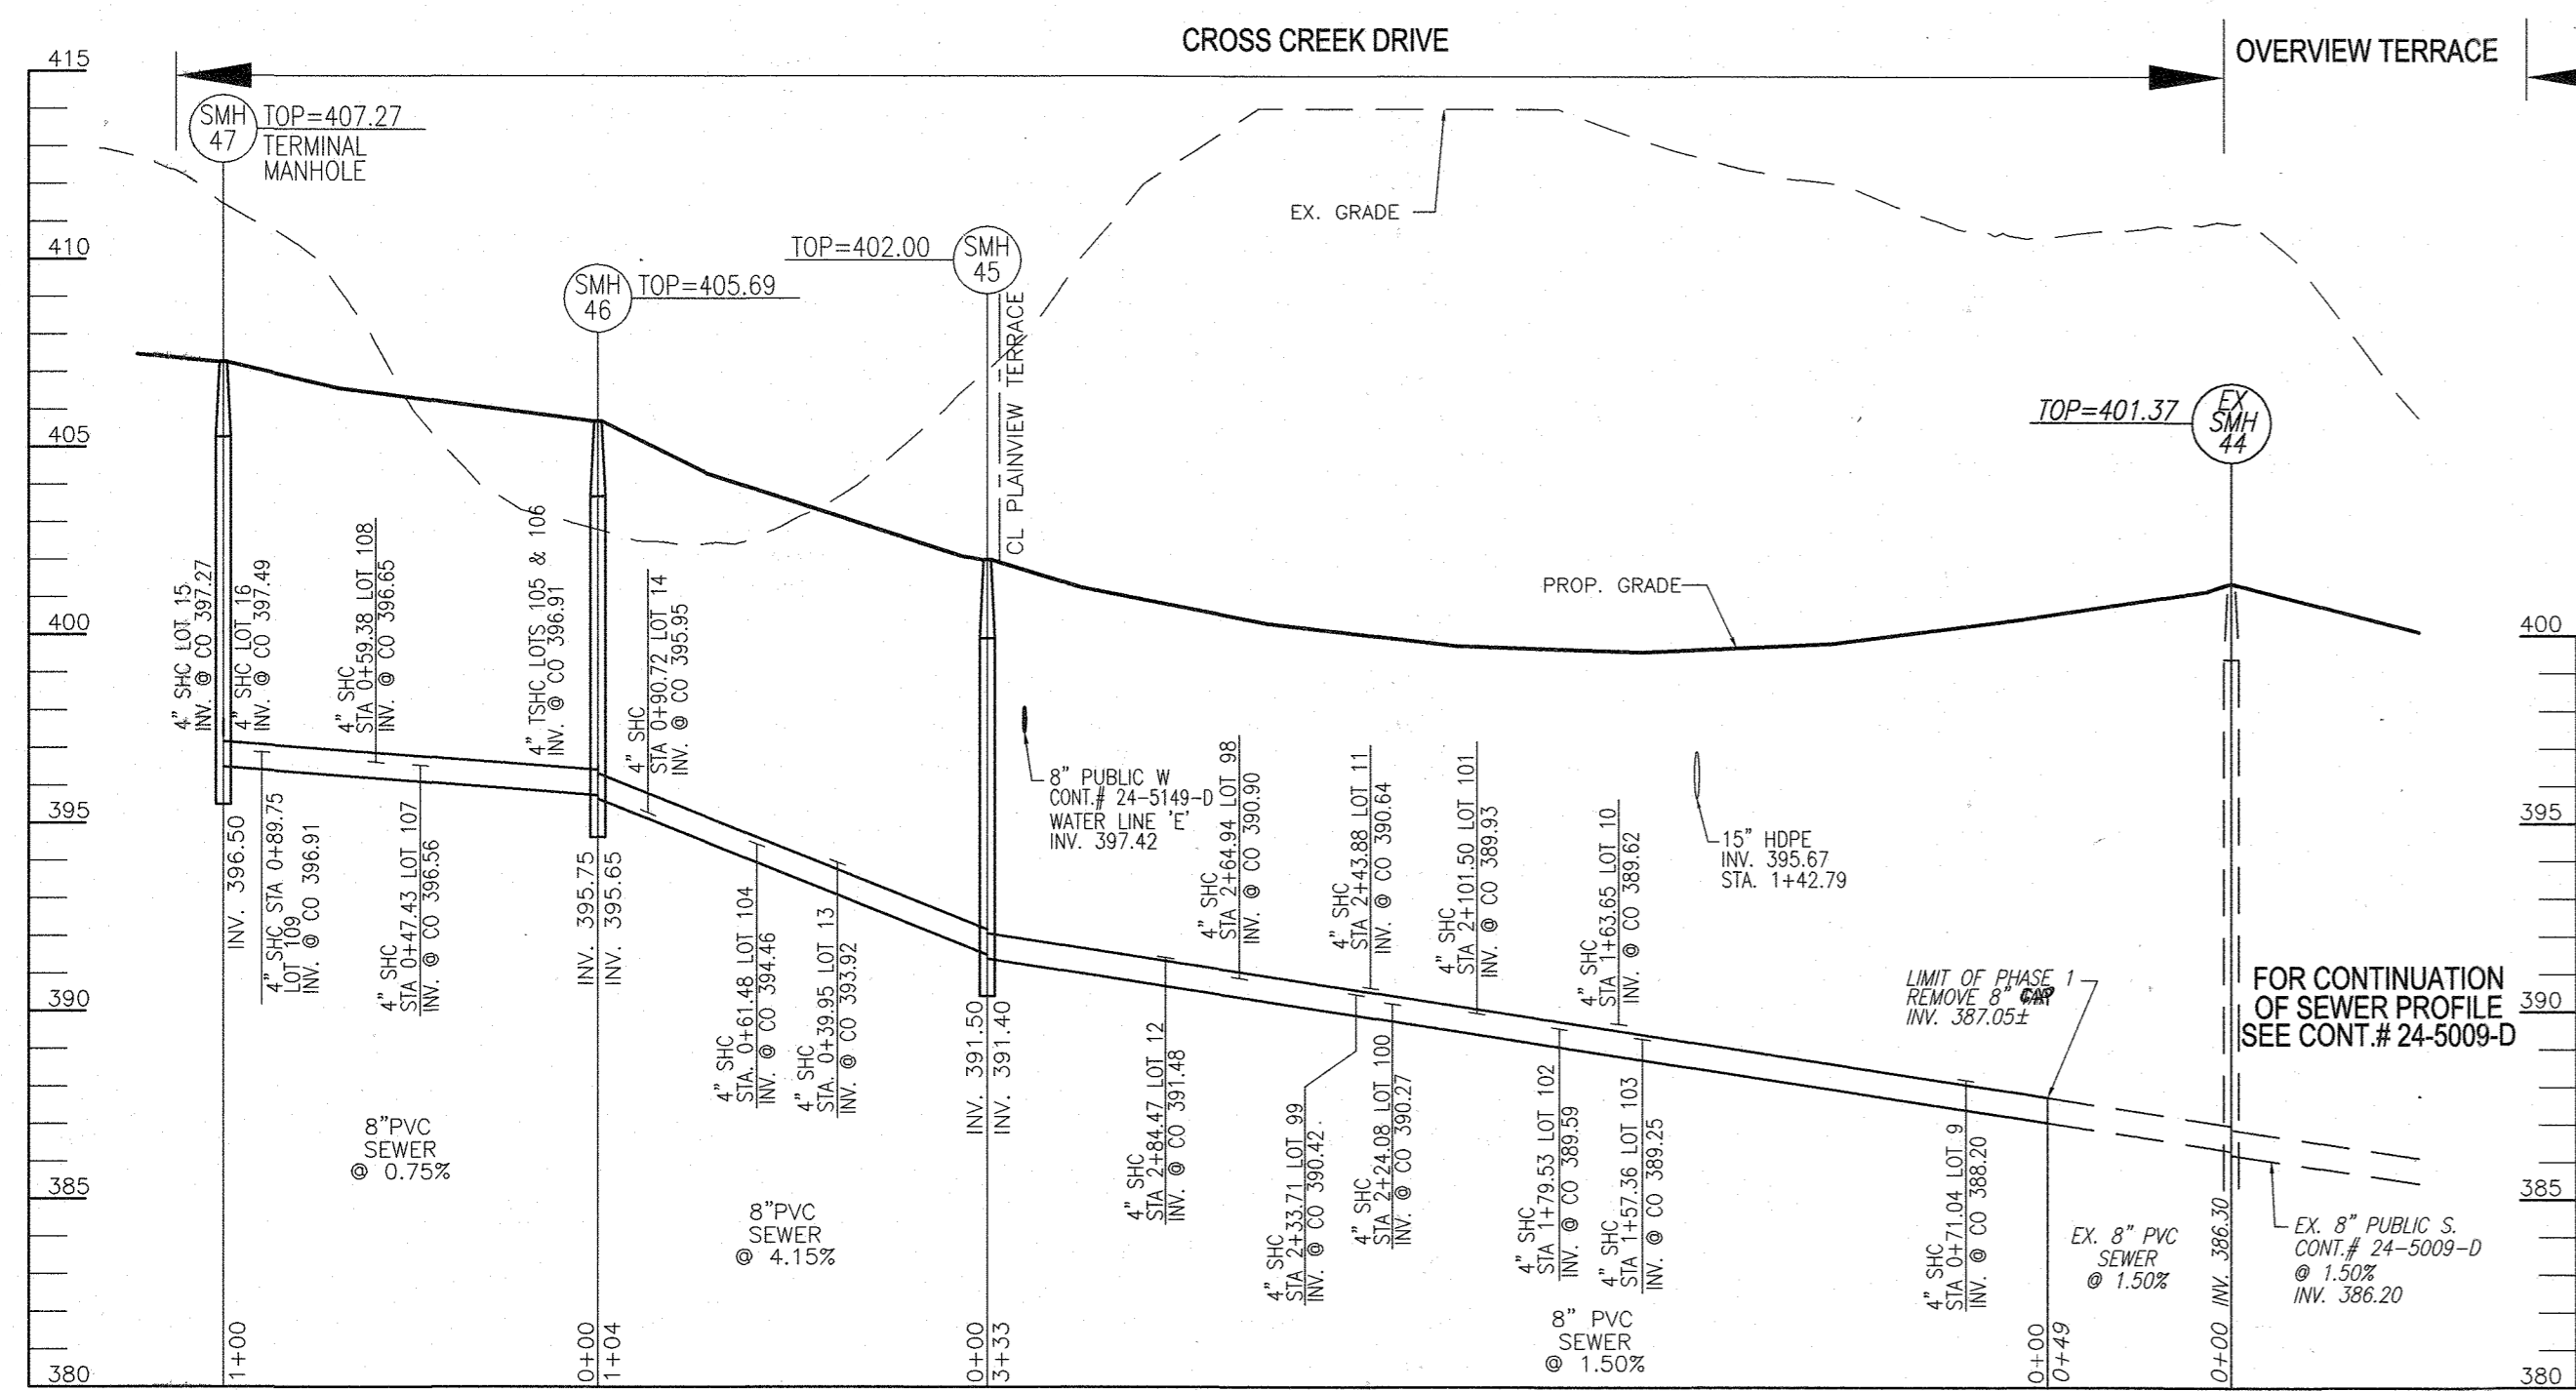 CROSS CREEK DRIVE
OVERVIEW TERRACE
415
410
405
400
395
390
385
380
400
395
390
385
380
SMH
47
TOP=407.27
TERMINAL
MANHOLE
SMH
46
TOP=405.69
TOP=402.00
SMH
45
CL PLAINVIEW TERRACE
EX. GRADE
TOP=401.37
EX
SMH
44
PROP. GRADE
4" SHC LOT 15
INV. @ CO 397.27
4" SHC LOT 16
INV. @ CO 397.49
4" SHC
STA 0+59.38 LOT 108
INV. @ CO 396.65
4" TSHC LOTS 105 & 106
INV. @ CO 396.91
4" SHC
STA 0+90.72 LOT 14
INV. @ CO 395.95
8" PUBLIC W
CONT.# 24-5149-D
WATER LINE 'E'
INV. 397.42
4" SHC
STA 2+64.94 LOT 98
INV. @ CO 390.90
4" SHC
STA 2+43.88 LOT 11
INV. @ CO 390.64
4" SHC
STA 2+101.50 LOT 101
INV. @ CO 389.93
4" SHC
STA 1+63.65 LOT 10
INV. @ CO 389.62
15" HDPE
INV. 395.67
STA. 1+42.79
INV. 396.50
4" SHC STA 0+89.75
LOT 109
INV. @ CO 396.91
4" SHC
STA 0+47.43 LOT 107
INV. @ CO 396.56
INV. 395.75
INV. 395.65
4" SHC
STA. 0+61.48 LOT 104
INV. @ CO 394.46
4" SHC
STA. 0+39.95 LOT 13
INV. @ CO 393.92
INV. 391.50
INV. 391.40
4" SHC
STA 2+84.47 LOT 12
INV. @ CO 391.48
4" SHC
STA 2+33.71 LOT 99
INV. @ CO 390.42
4" SHC
STA 2+24.08 LOT 100
INV. @ CO 390.27
4" SHC
STA 1+79.53 LOT 102
INV. @ CO 389.59
4" SHC
STA 1+57.36 LOT 103
INV. @ CO 389.25
4" SHC
STA 0+71.04 LOT 9
INV. @ CO 388.20
LIMIT OF PHASE 1
REMOVE 8" CAP
INV. 387.05±
FOR CONTINUATION
OF SEWER PROFILE
SEE CONT.# 24-5009-D
8"PVC
SEWER
@ 0.75%
8"PVC
SEWER
@ 4.15%
8" PVC
SEWER
@ 1.50%
EX. 8" PVC
SEWER
@ 1.50%
EX. 8" PUBLIC S.
CONT.# 24-5009-D
@ 1.50%
INV. 386.20
1+00
0+00
1+04
0+00
3+33
0+00
0+49
0+00 INV. 386.30